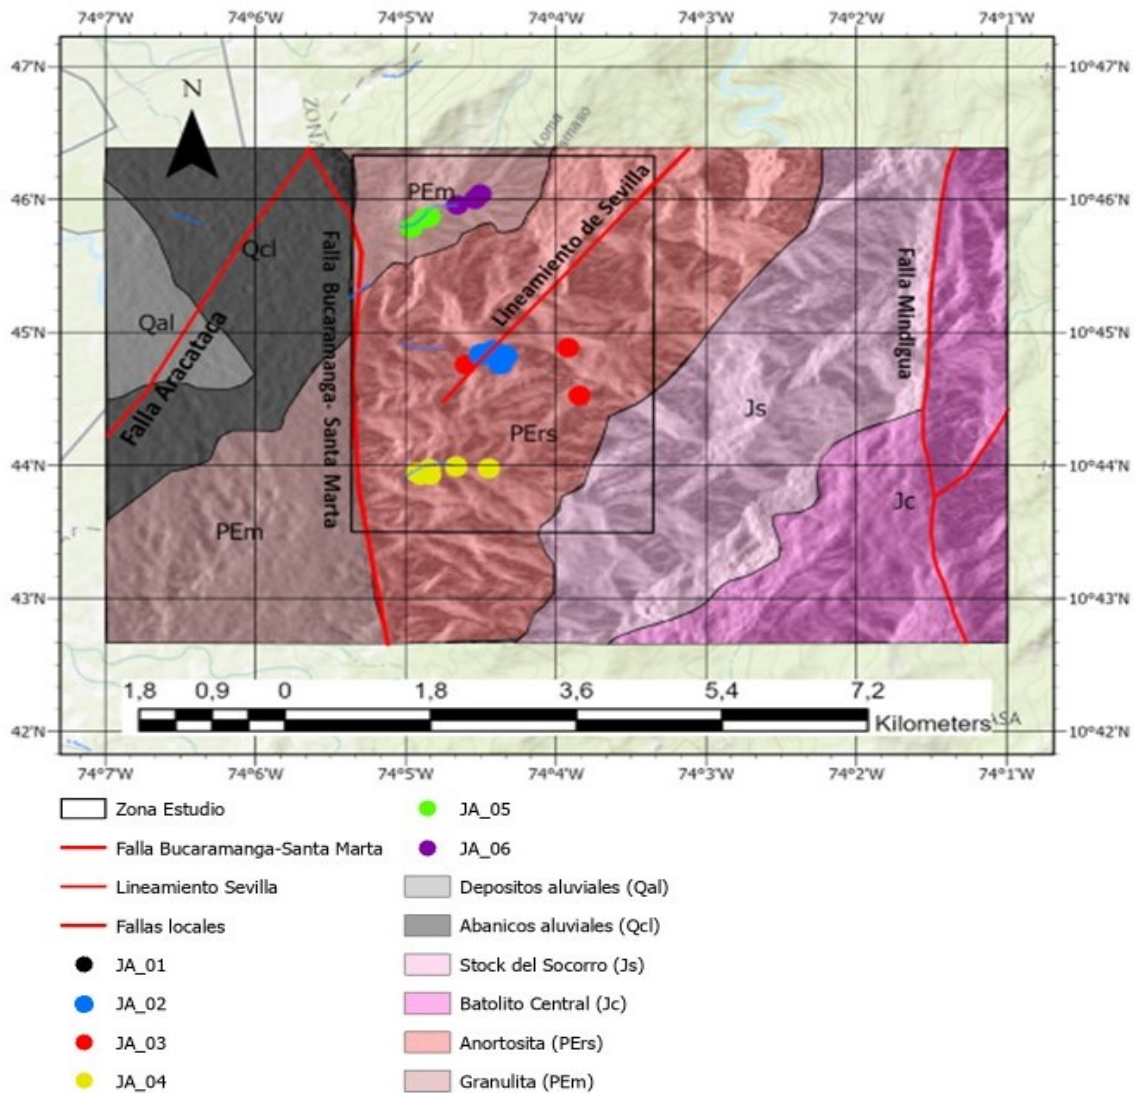 74°7'W 74°6'W 74°5'W 74°4'W 74°3'W 74°2'W 74°1'W
47'N 10°47'N
N
ZONA
Loma
46'N PEm 10°46'N
Lineamiento de Sevilla
Qcl
Falla Bucaramanga- Santa Marta
Falla Mindigua
Qal
45'N 10°45'N
Falla Aracataca
Js
PErs
44'N 10°44'N
Jc
PEm
43'N 10°43'N
1,8 0,9 0 1,8 3,6 5,4 7,2
Kilometers
ASA
42'N 10°42'N
74°7'W 74°6'W 74°5'W 74°4'W 74°3'W 74°2'W 74°1'W
Zona Estudio
Falla Bucaramanga-Santa Marta
Lineamiento Sevilla
Fallas locales
JA_01
JA_02
JA_03
JA_04
JA_05
JA_06
Depositos aluviales (Qal)
Abanicos aluviales (Qcl)
Stock del Socorro (Js)
Batolito Central (Jc)
Anortosita (PErs)
Granulita (PEm)